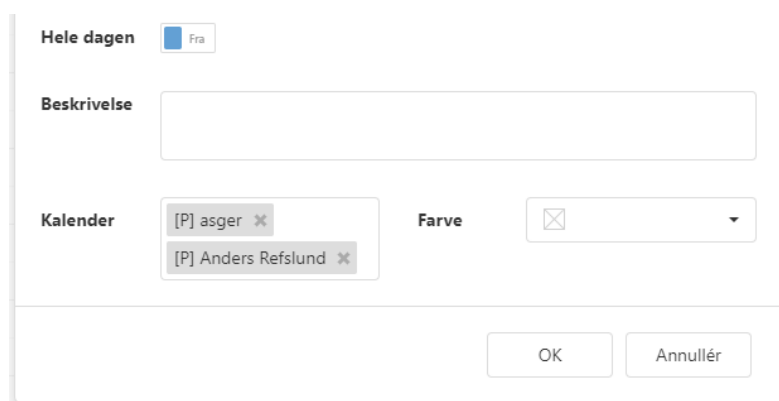 Hele dagen Fra
Beskrivelse
Kalender [P] asger ✖ Farve
[P] Anders Refslund ✖
OK Annullér